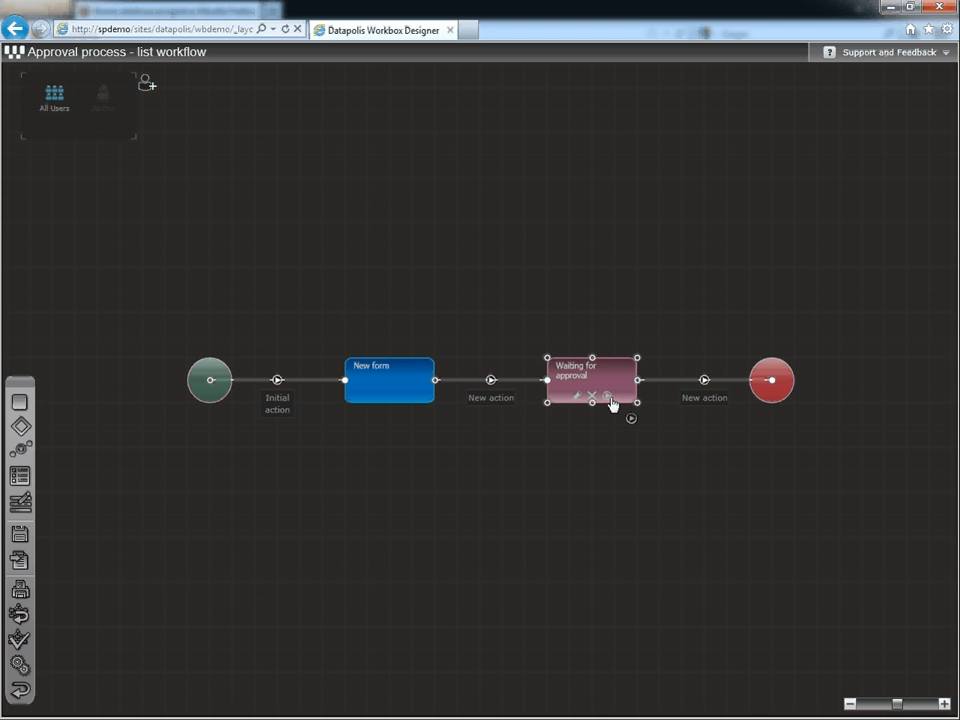 http://spdemo/sites/datapolis/wbdemo/_layc
Datapolis Workbox Designer
Approval process - list workflow
? Support and Feedback
All Users
New form
Waiting for
approval
Initial
action
New action
New action